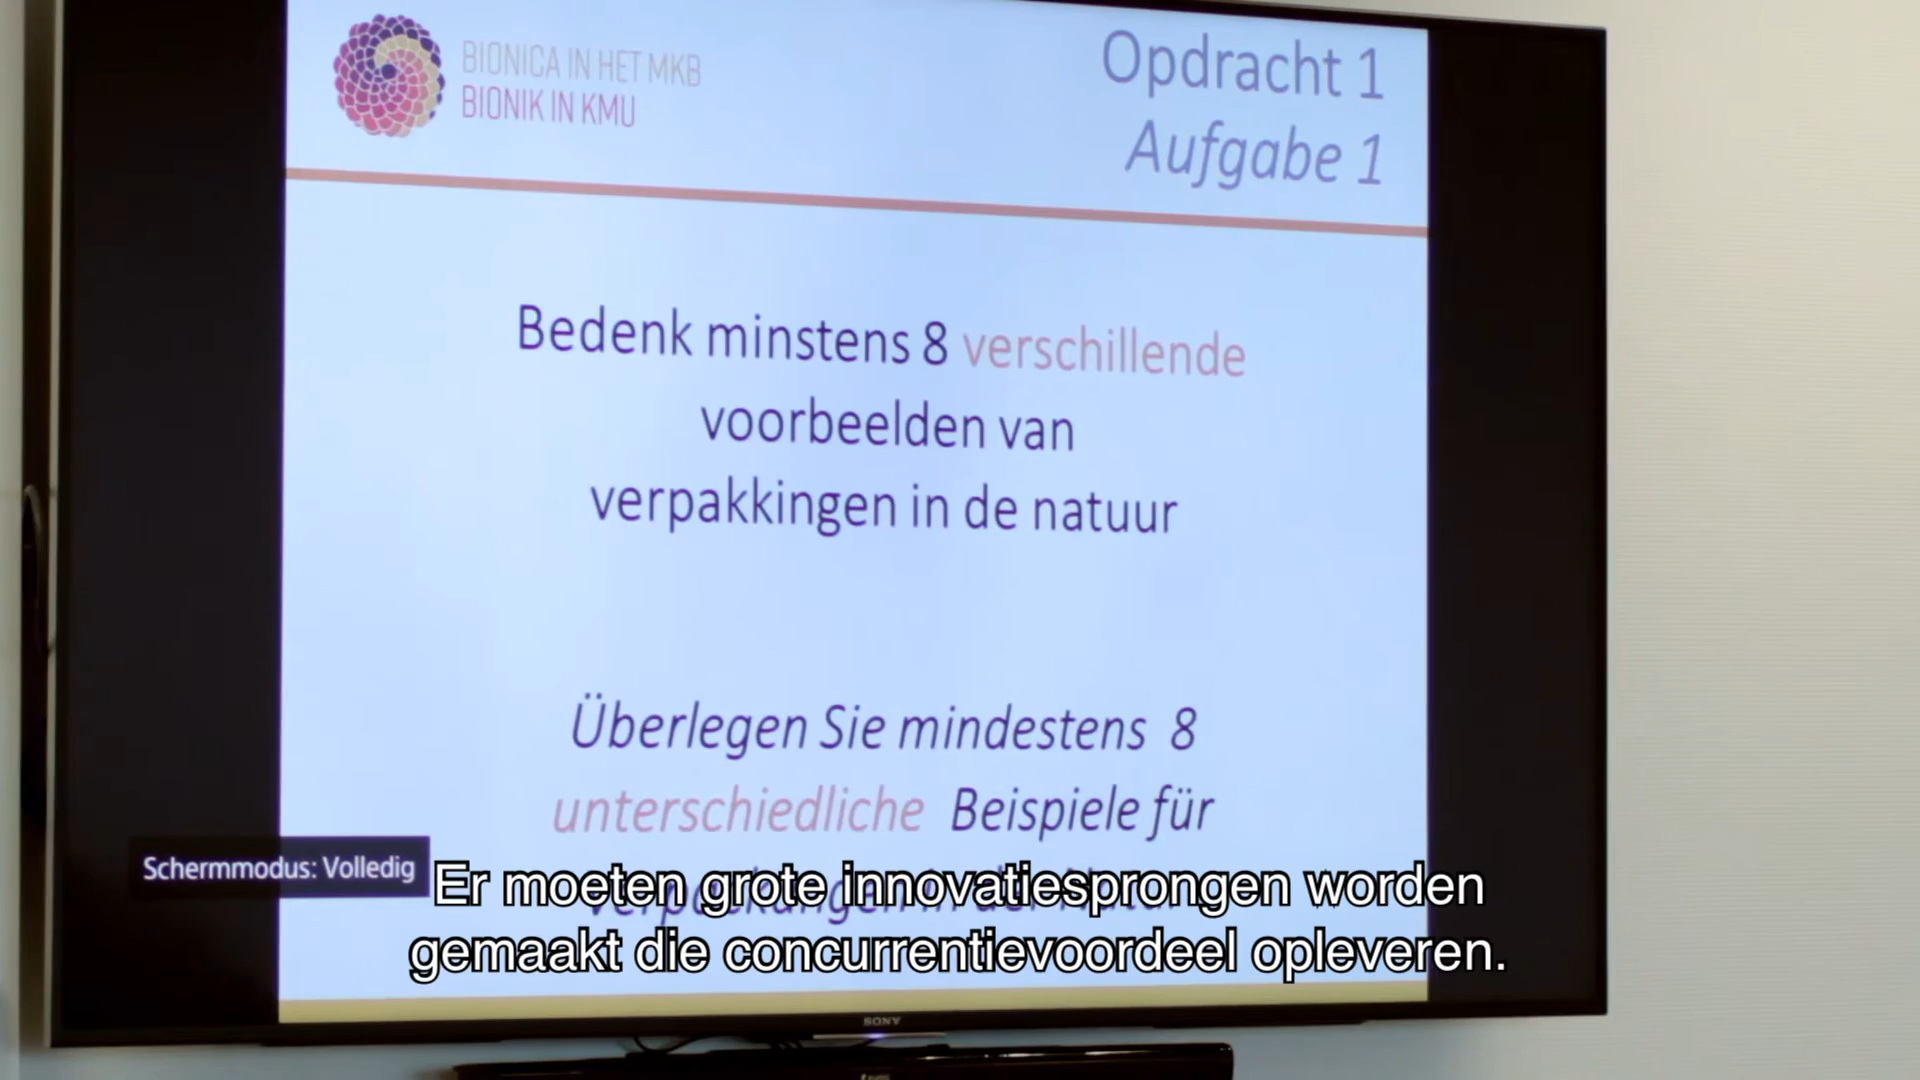 BIONICA IN HET MKB
BIONIK IN KMU
Opdracht 1
Aufgabe 1
Bedenk minstens 8 verschillende
voorbeelden van
verpakkingen in de natuur
Überlegen Sie mindestens 8
unterschiedliche Beispiele für
Schermmodus: Volledig
Er moeten grote innovatiesprongen worden
gemaakt die concurrentievoordeel opleveren.
SONY